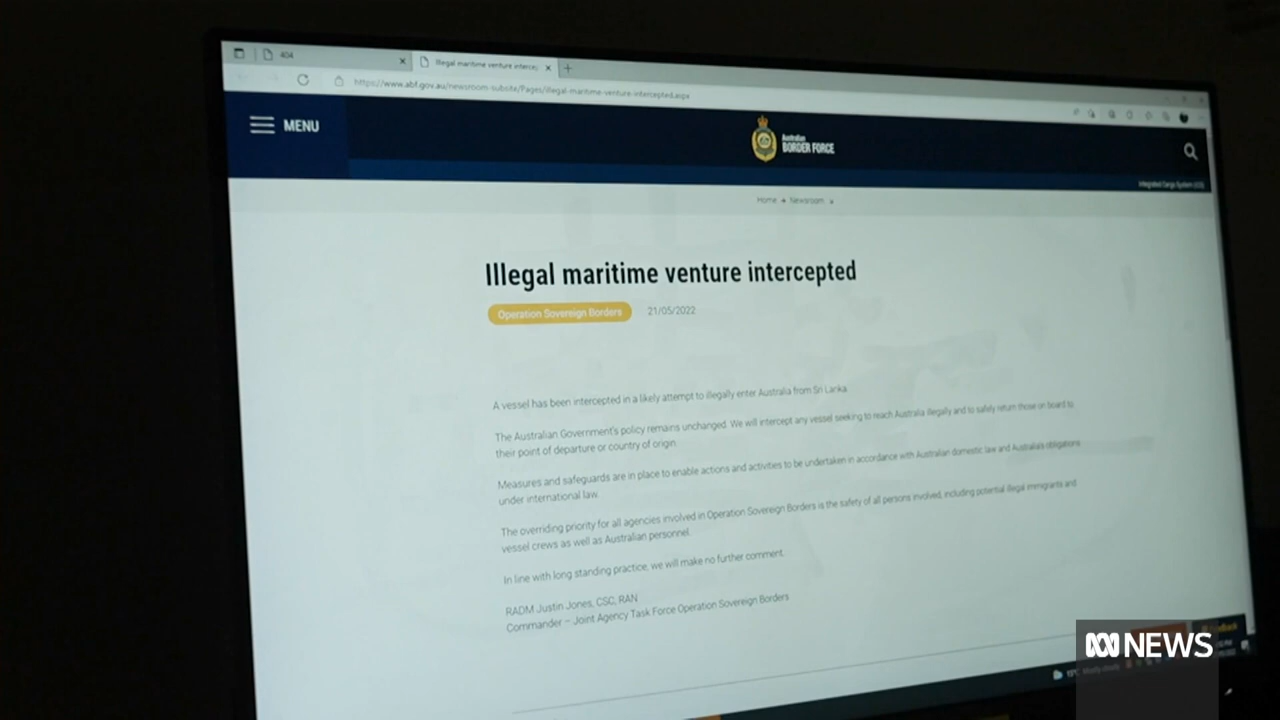 404
Illegal maritime venture interce
https://www.abf.gov.au/newsroom-subsite/Pages/illegal-maritime-venture-intercepted.aspx
MENU
Australian
BORDER FORCE
Integrated Cargo System (ICS)
Home
Newsroom
Illegal maritime venture intercepted
Operation Sovereign Borders
21/05/2022
A vessel has been intercepted in a likely attempt to illegally enter Australia from Sri Lanka.
The Australian Government's policy remains unchanged. We will intercept any vessel seeking to reach Australia illegally and to safely return those on board to
their point of departure or country of origin.
Measures and safeguards are in place to enable actions and activities to be undertaken in accordance with Australian domestic law and Australia's obligations
under international law.
The overriding priority for all agencies involved in Operation Sovereign Borders is the safety of all persons involved, including potential illegal immigrants and
vessel crews as well as Australian personnel.
In line with long standing practice, we will make no further comment.
RADM Justin Jones, CSC, RAN
Commander – Joint Agency Task Force Operation Sovereign Borders
13°C Mostly cloudy
NEWS